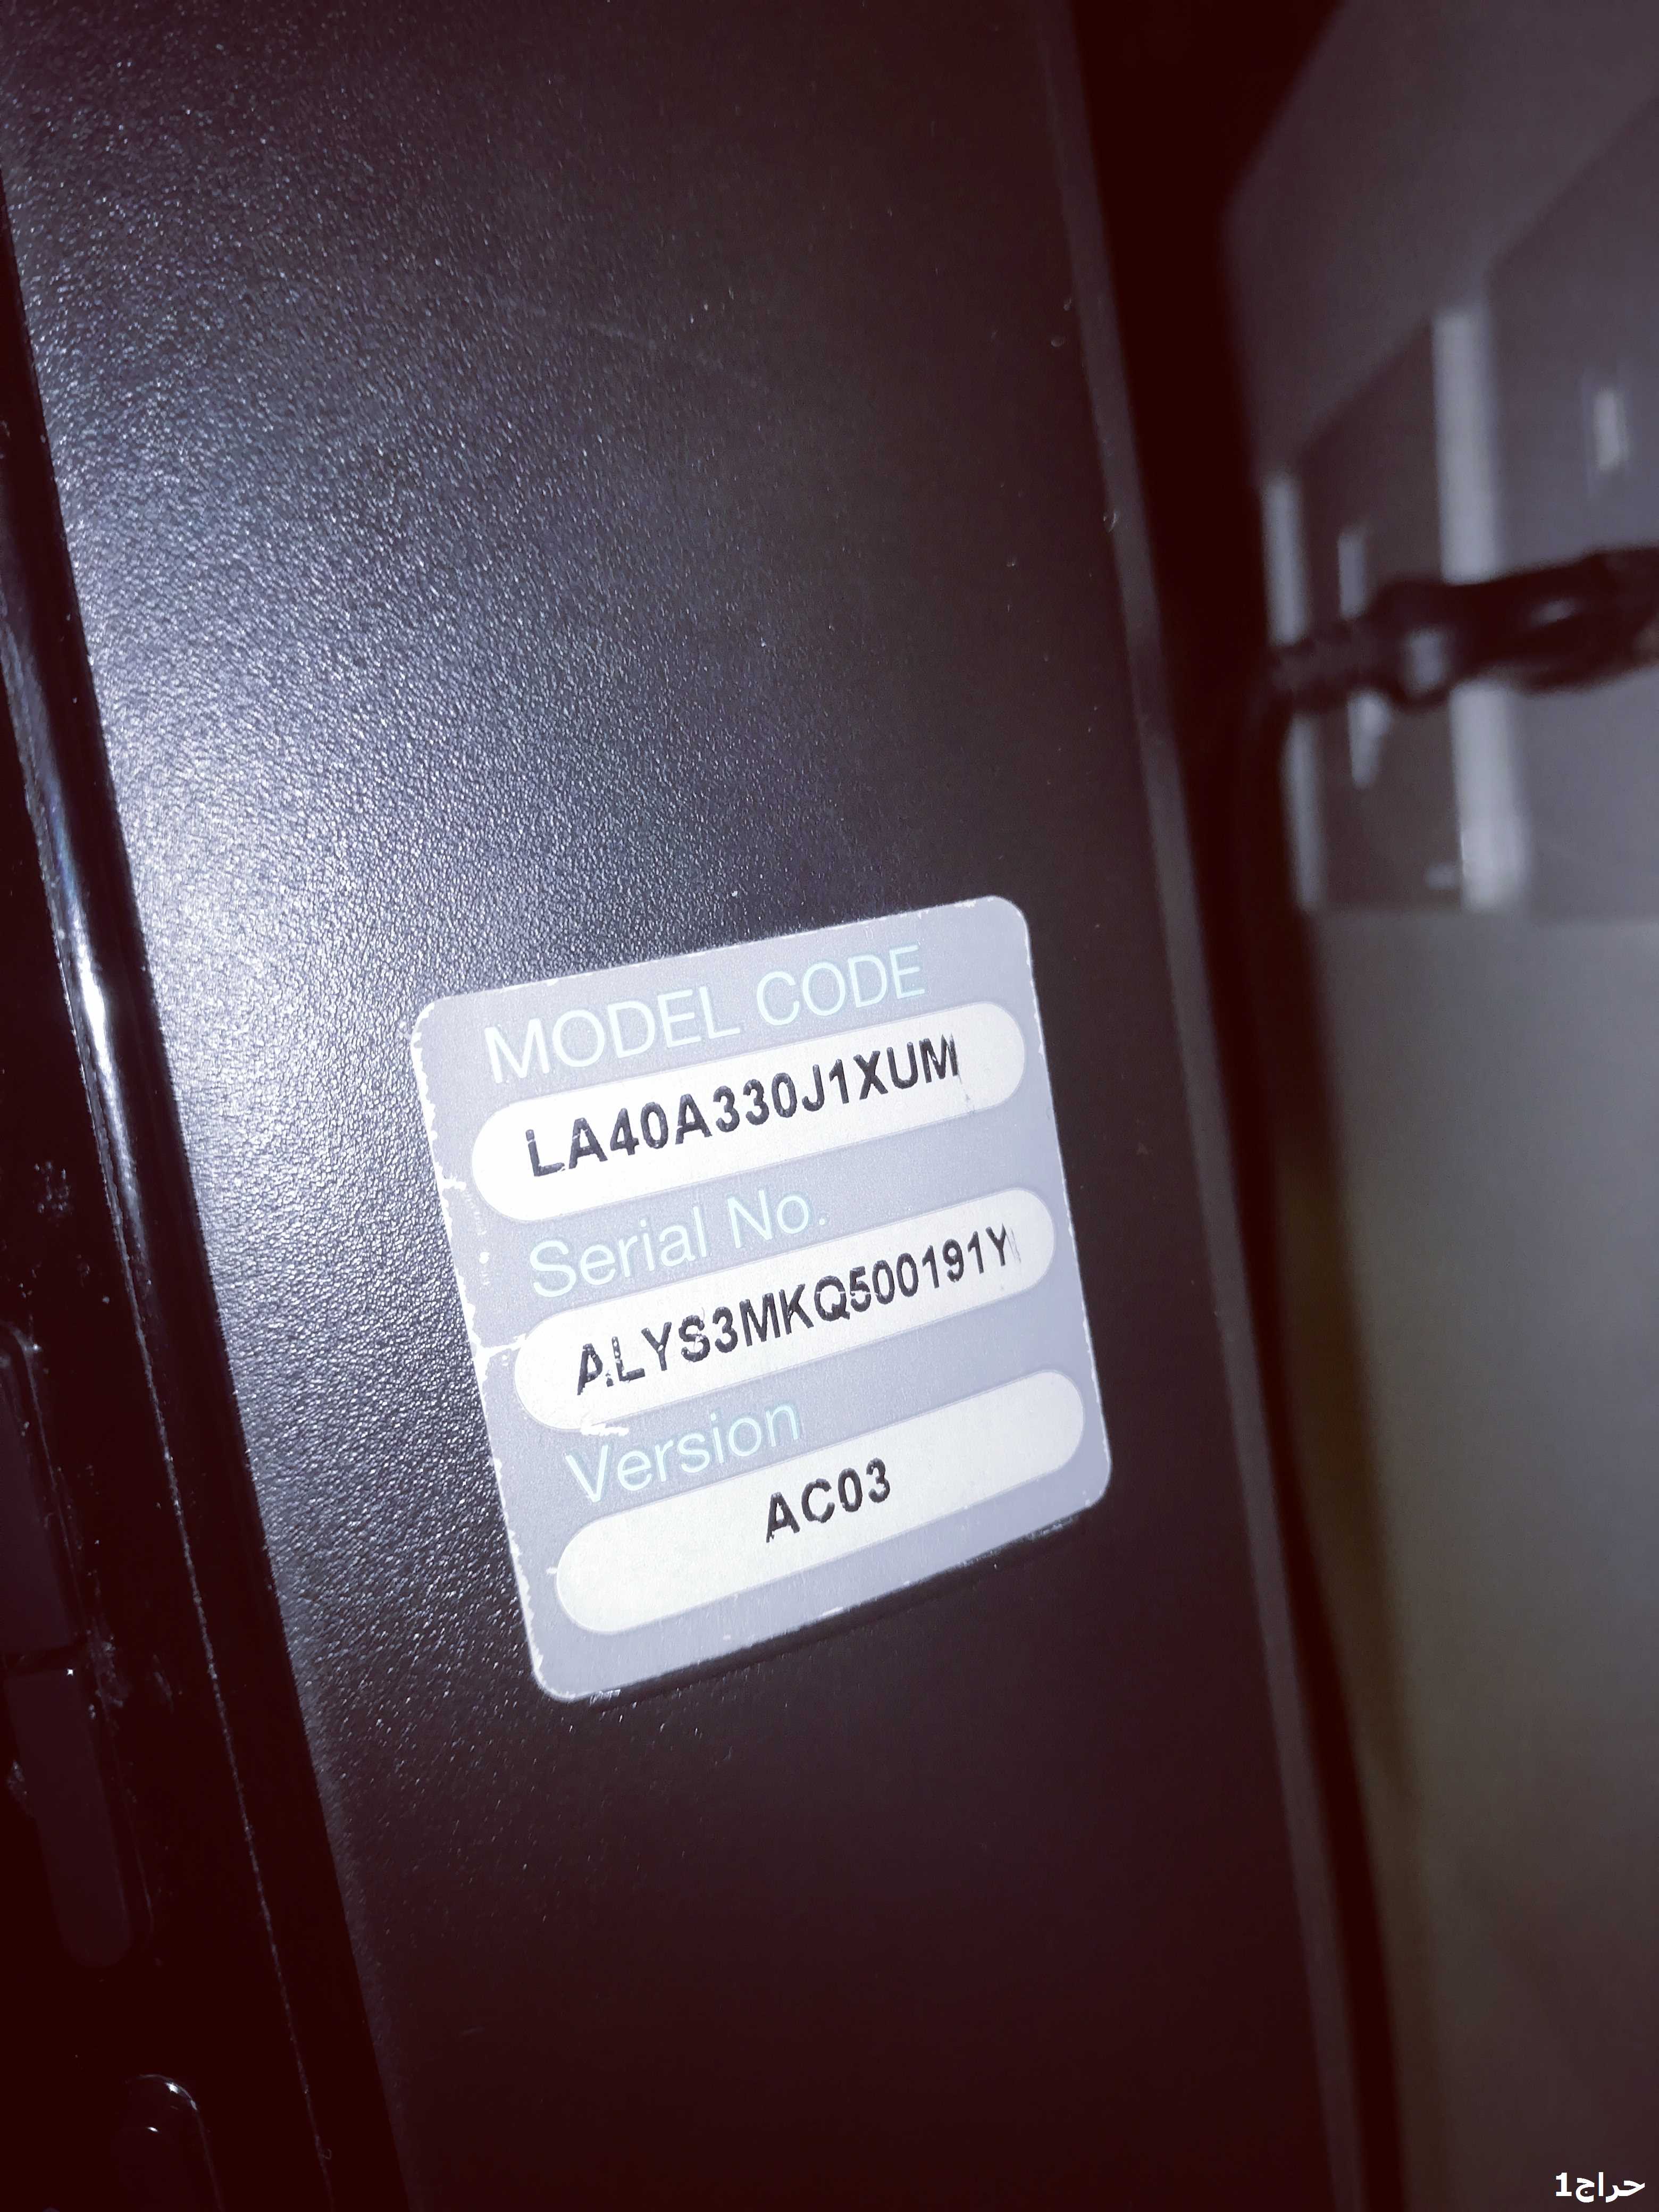 MODEL CODE
LA40A330J1XUM
Serial No.
ALYS3MKQ500191Y
Version
AC03
حراج1